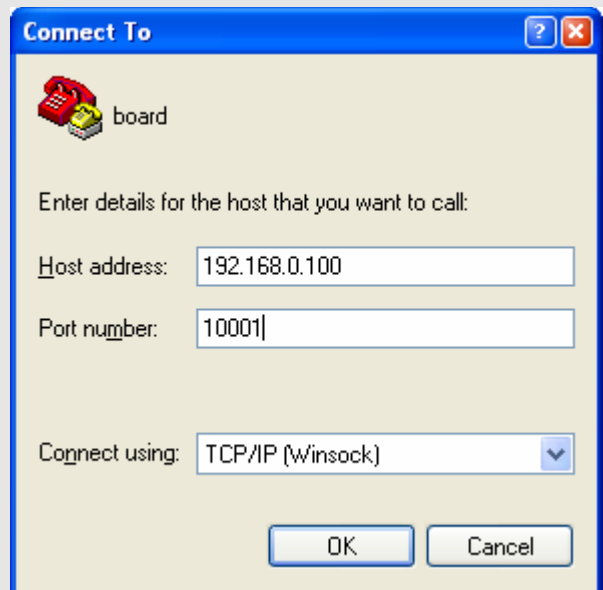 Connect To
board
Enter details for the host that you want to call:
Host address: 192.168.0.100
Port number: 10001
Connect using: TCP/IP (Winsock)
OK Cancel